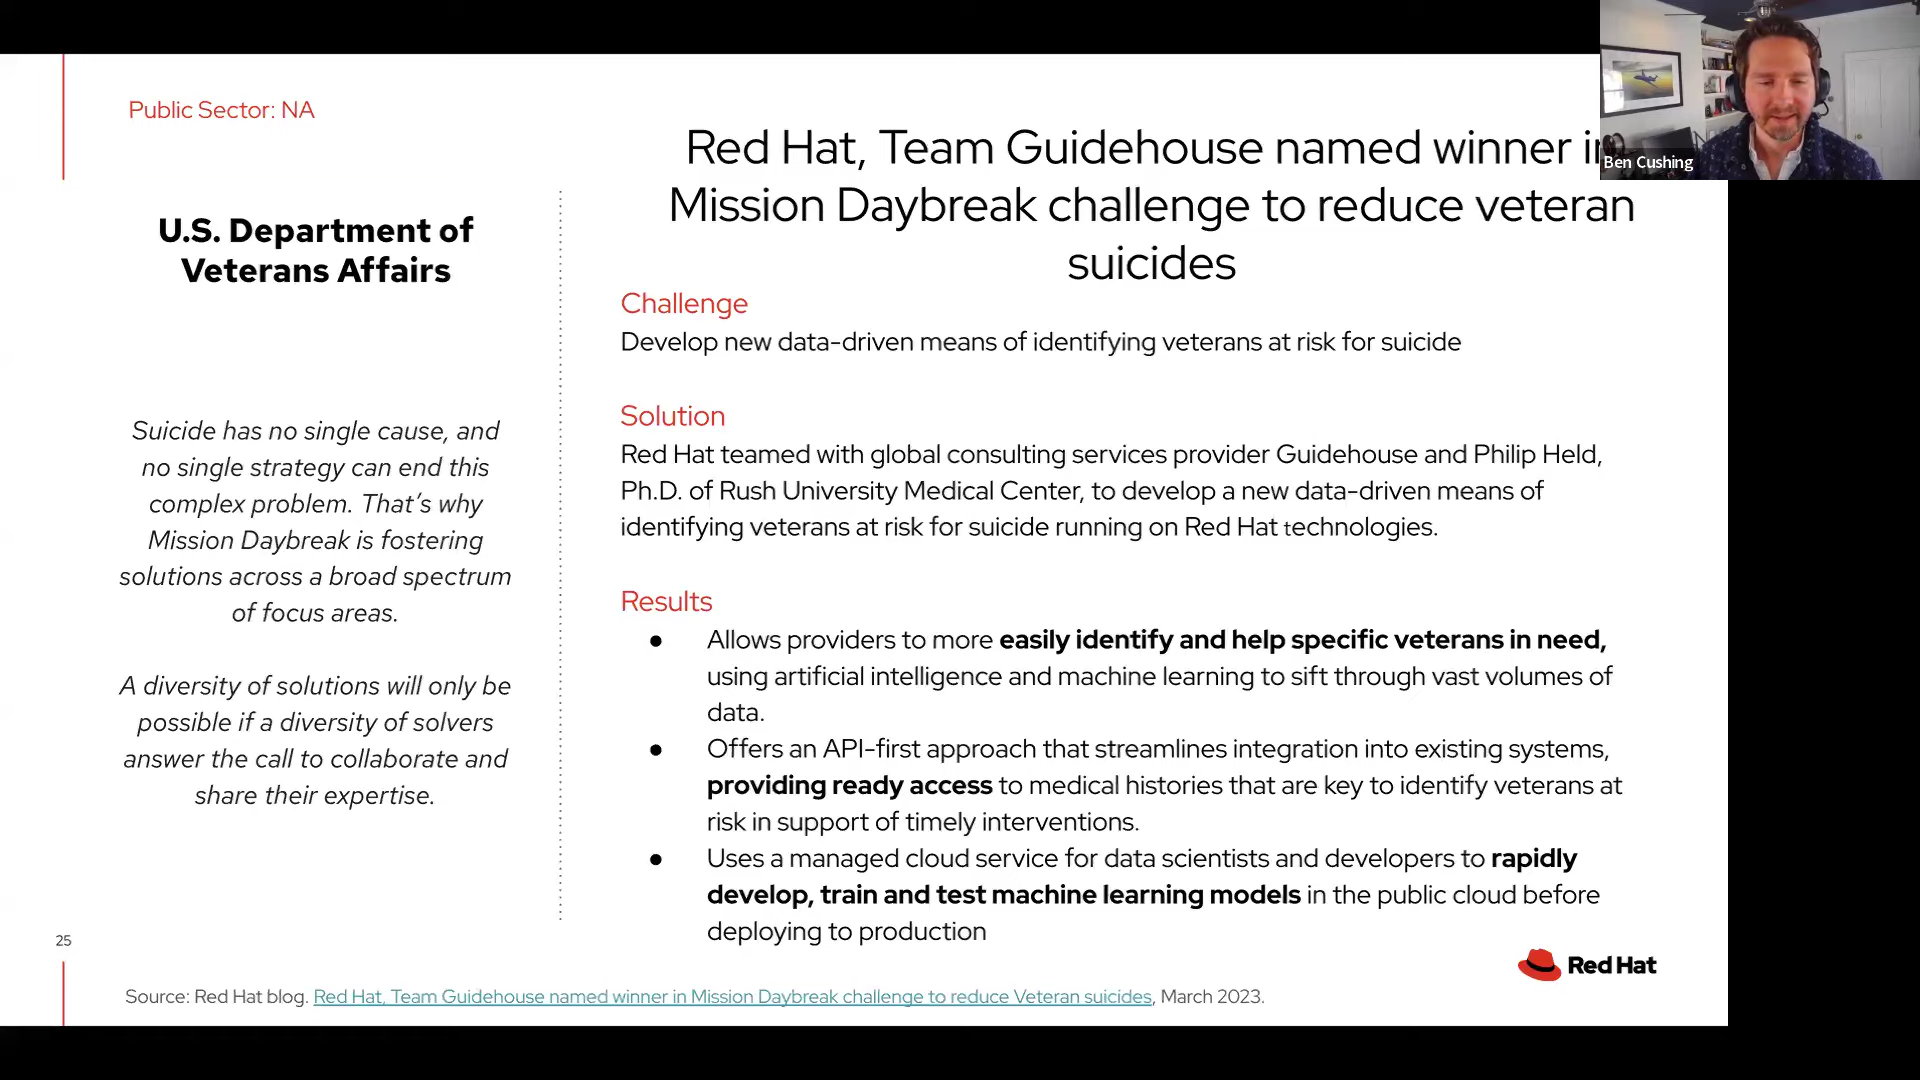 Public Sector: NA
Ben Cushing
Red Hat, Team Guidehouse named winner
Mission Daybreak challenge to reduce veteran
suicides
U.S. Department of
Veterans Affairs
Suicide has no single cause, and
no single strategy can end this
complex problem. That's why
Mission Daybreak is fostering
solutions across a broad spectrum
of focus areas.
A diversity of solutions will only be
possible if a diversity of solvers
answer the call to collaborate and
share their expertise.
Challenge
Develop new data-driven means of identifying veterans at risk for suicide
Solution
Red Hat teamed with global consulting services provider Guidehouse and Philip Held,
Ph.D. of Rush University Medical Center, to develop a new data-driven means of
identifying veterans at risk for suicide running on Red Hat technologies.
Results
● Allows providers to more easily identify and help specific veterans in need,
using artificial intelligence and machine learning to sift through vast volumes of
data.
● Offers an API-first approach that streamlines integration into existing systems,
providing ready access to medical histories that are key to identify veterans at
risk in support of timely interventions.
● Uses a managed cloud service for data scientists and developers to rapidly
develop, train and test machine learning models in the public cloud before
deploying to production
25
Red Hat
Source: Red Hat blog. Red Hat, Team Guidehouse named winner in Mission Daybreak challenge to reduce Veteran suicides, March 2023.